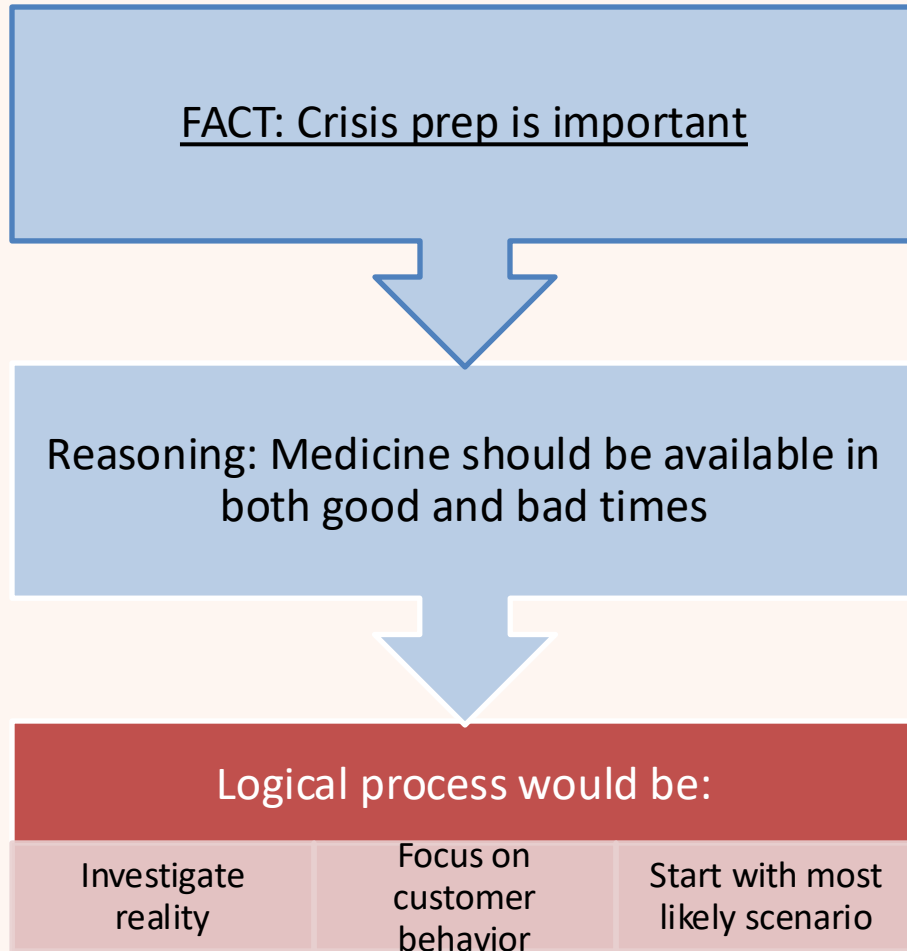 FACT: Crisis prep is important
Reasoning: Medicine should be available in
both good and bad times
Logical process would be:
Investigate
reality
Focus on
customer
behavior
Start with most
likely scenario